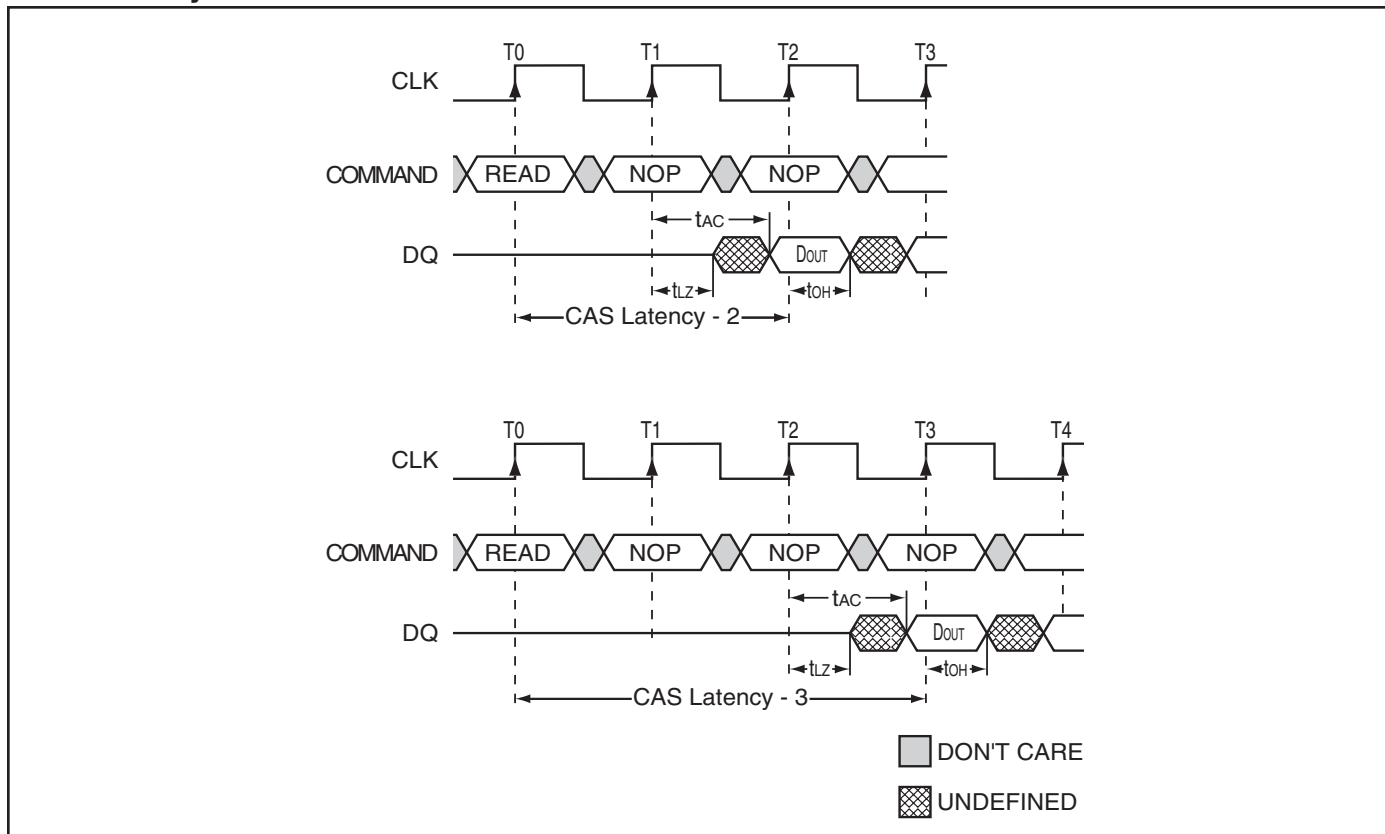 T0 T1 T2 T3
CLK
COMMAND READ NOP NOP
tAC
DQ DOUT
tLZ tOH
CAS Latency - 2
T0 T1 T2 T3 T4
CLK
COMMAND READ NOP NOP NOP
tAC
DQ DOUT
tLZ tOH
CAS Latency - 3
DON'T CARE
UNDEFINED